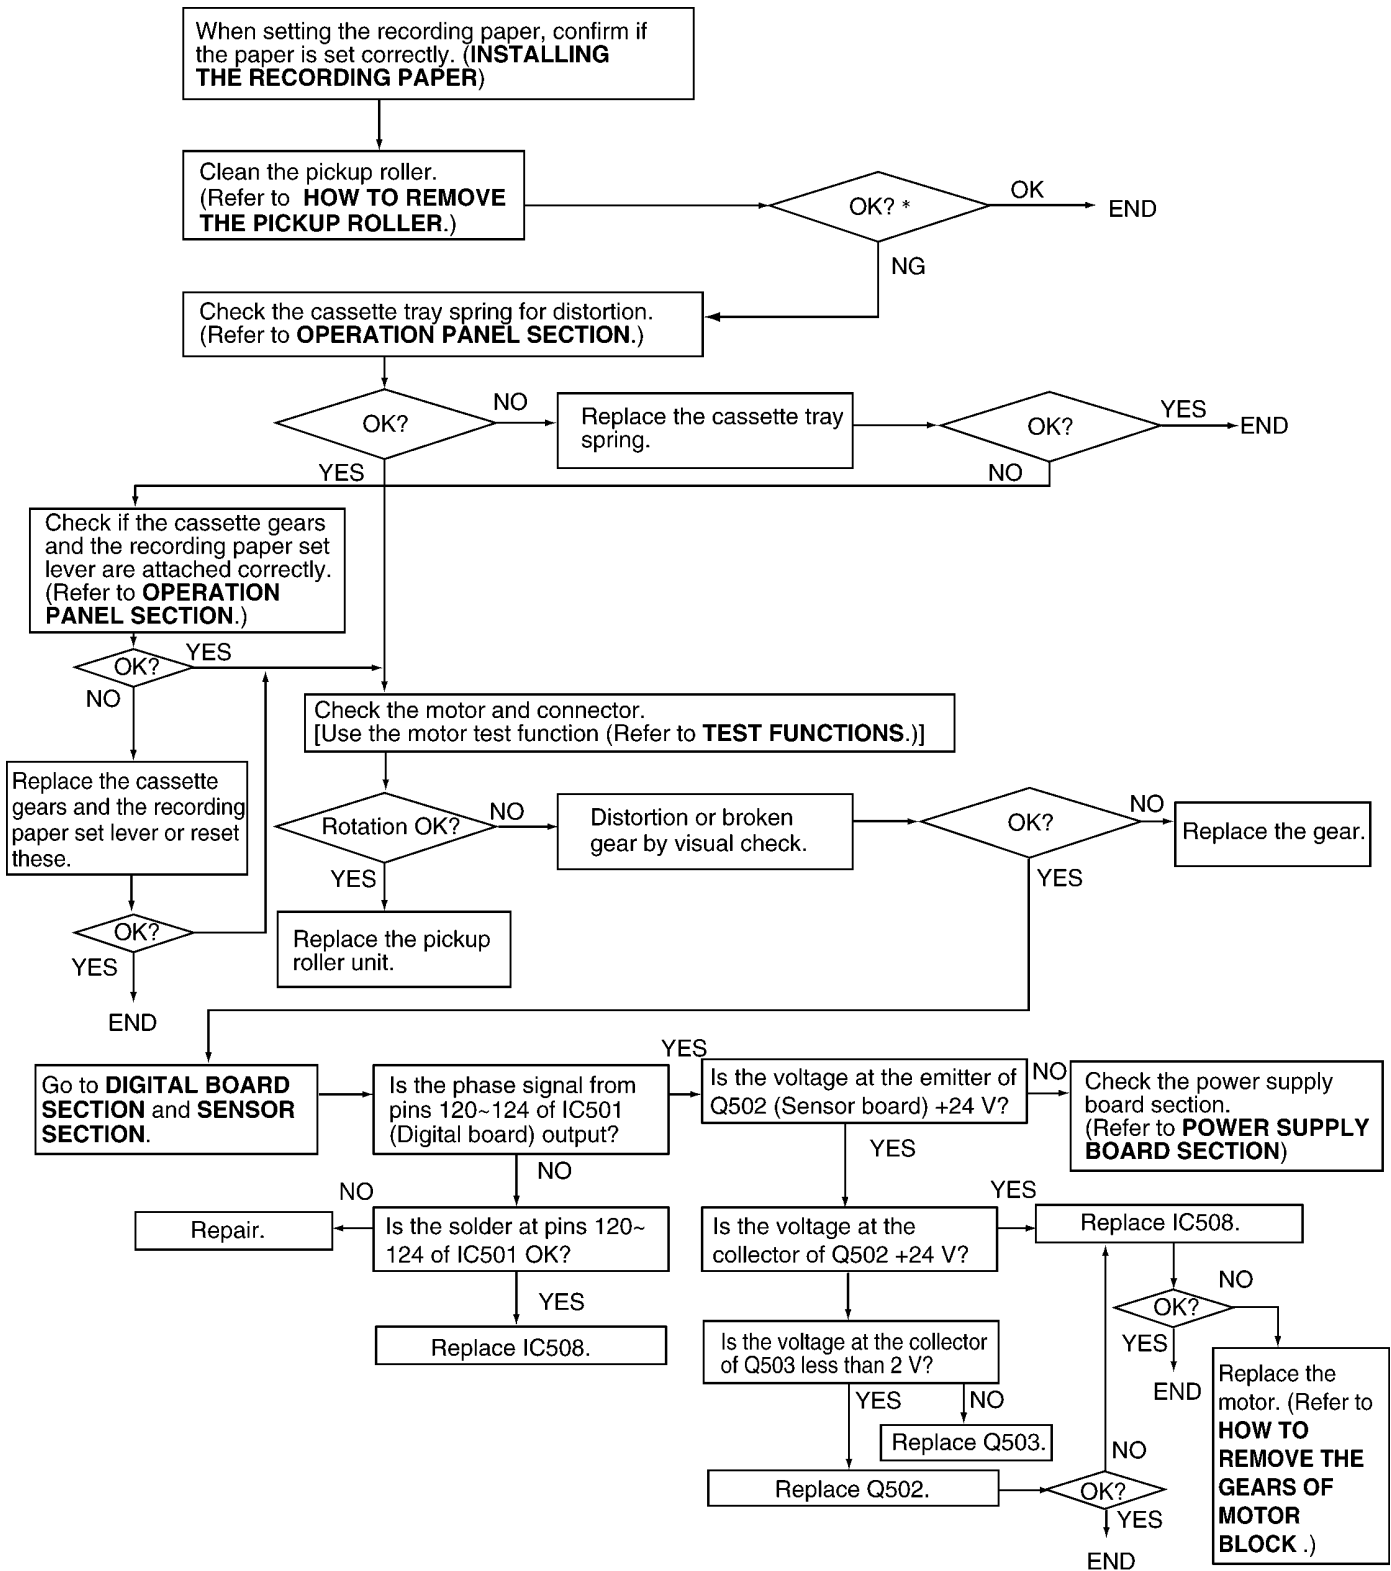 When setting the recording paper, confirm if
the paper is set correctly. (INSTALLING
THE RECORDING PAPER)
Clean the pickup roller.
(Refer to HOW TO REMOVE
THE PICKUP ROLLER.)
OK? *
OK
END
NG
Check the cassette tray spring for distortion.
(Refer to OPERATION PANEL SECTION.)
OK?
NO
Replace the cassette tray
spring.
OK?
YES
END
YES
NO
Check if the cassette gears
and the recording paper set
lever are attached correctly.
(Refer to OPERATION
PANEL SECTION.)
OK?
YES
NO
Check the motor and connector.
[Use the motor test function (Refer to TEST FUNCTIONS.)]
Replace the cassette
gears and the recording
paper set lever or reset
these.
Rotation OK?
NO
Distortion or broken
gear by visual check.
OK?
NO
Replace the gear.
YES
YES
OK?
Replace the pickup
roller unit.
YES
END
Go to DIGITAL BOARD
SECTION and SENSOR
SECTION.
Is the phase signal from
pins 120~124 of IC501
(Digital board) output?
YES
Is the voltage at the emitter of
Q502 (Sensor board) +24 V?
NO
Check the power supply
board section.
(Refer to POWER SUPPLY
BOARD SECTION)
YES
NO
NO
Repair.
Is the solder at pins 120~
124 of IC501 OK?
Is the voltage at the
collector of Q502 +24 V?
YES
Replace IC508.
YES
Replace IC508.
OK?
NO
YES
END
Is the voltage at the collector
of Q503 less than 2 V?
YES
NO
Replace Q503.
Replace the
motor. (Refer to
HOW TO
REMOVE THE
GEARS OF
MOTOR
BLOCK .)
Replace Q502.
NO
OK?
YES
END